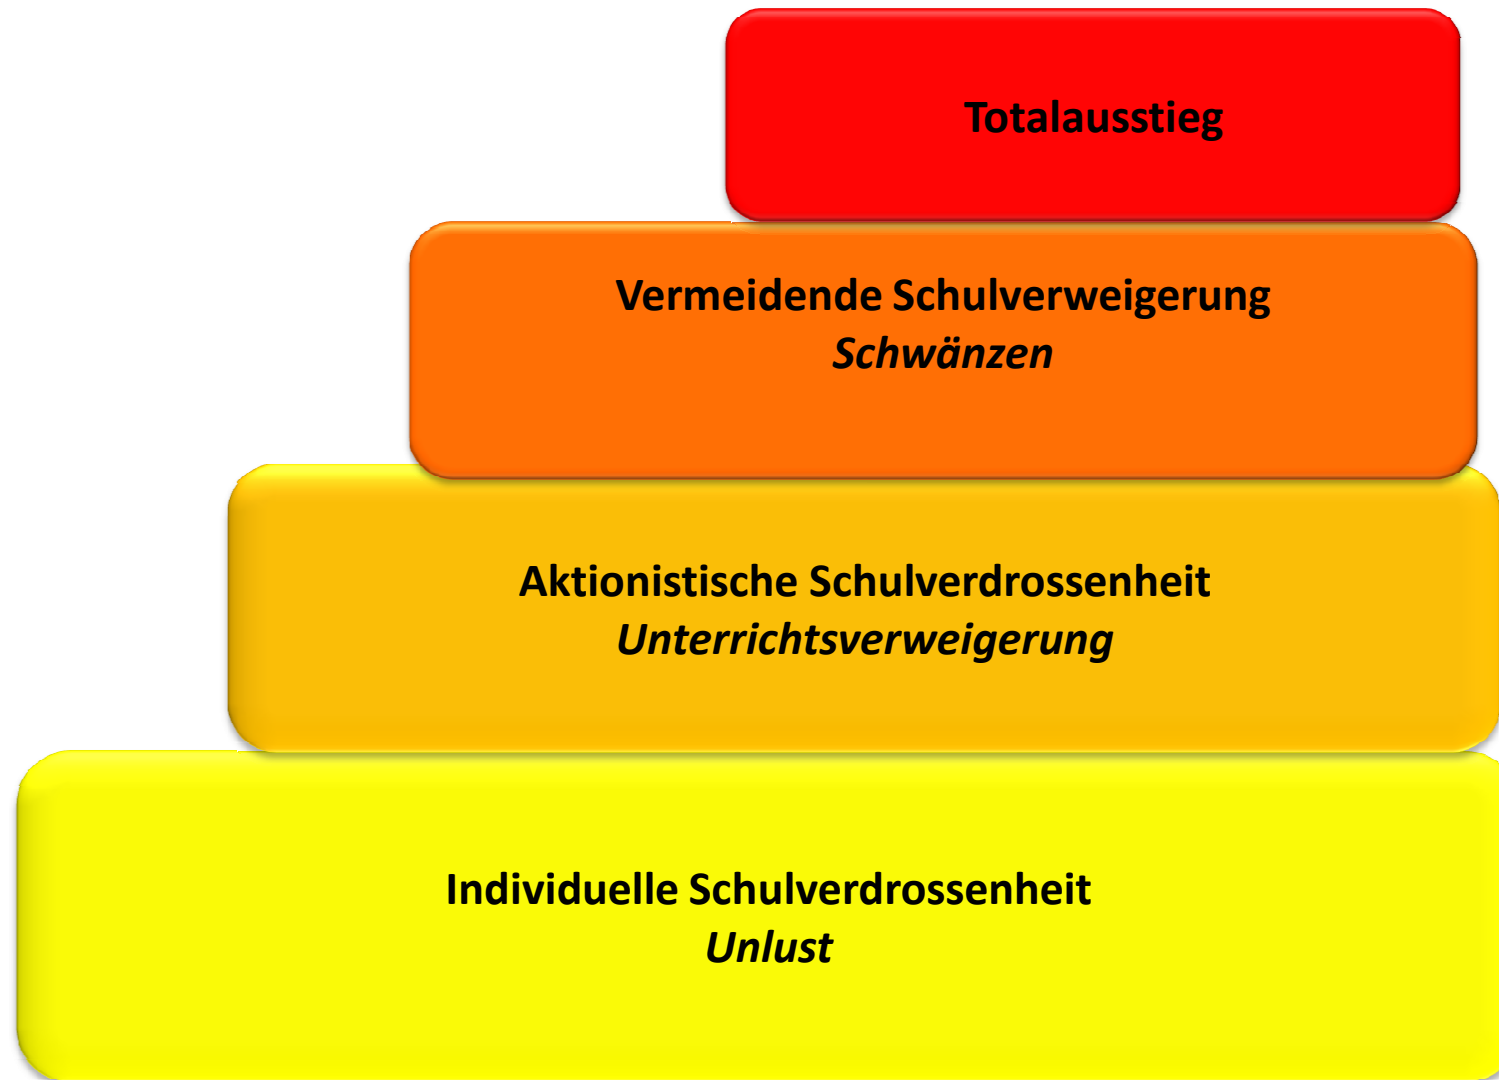 Totalausstieg
Vermeidende Schulverweigerung
Schwänzen
Aktionistische Schulverdrossenheit
Unterrichtsverweigerung
Individuelle Schulverdrossenheit
Unlust